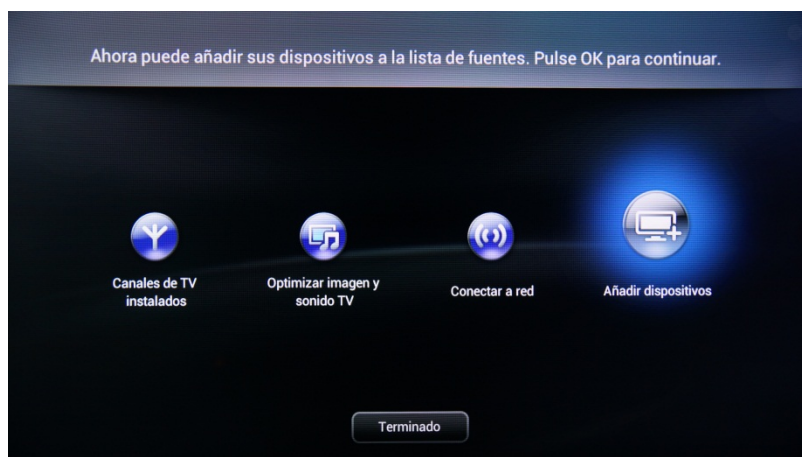 Ahora puede añadir sus dispositivos a la lista de fuentes. Pulse OK para continuar.
Canales de TV
instalados
Optimizar imagen y
sonido TV
Conectar a red
Añadir dispositivos
Terminado